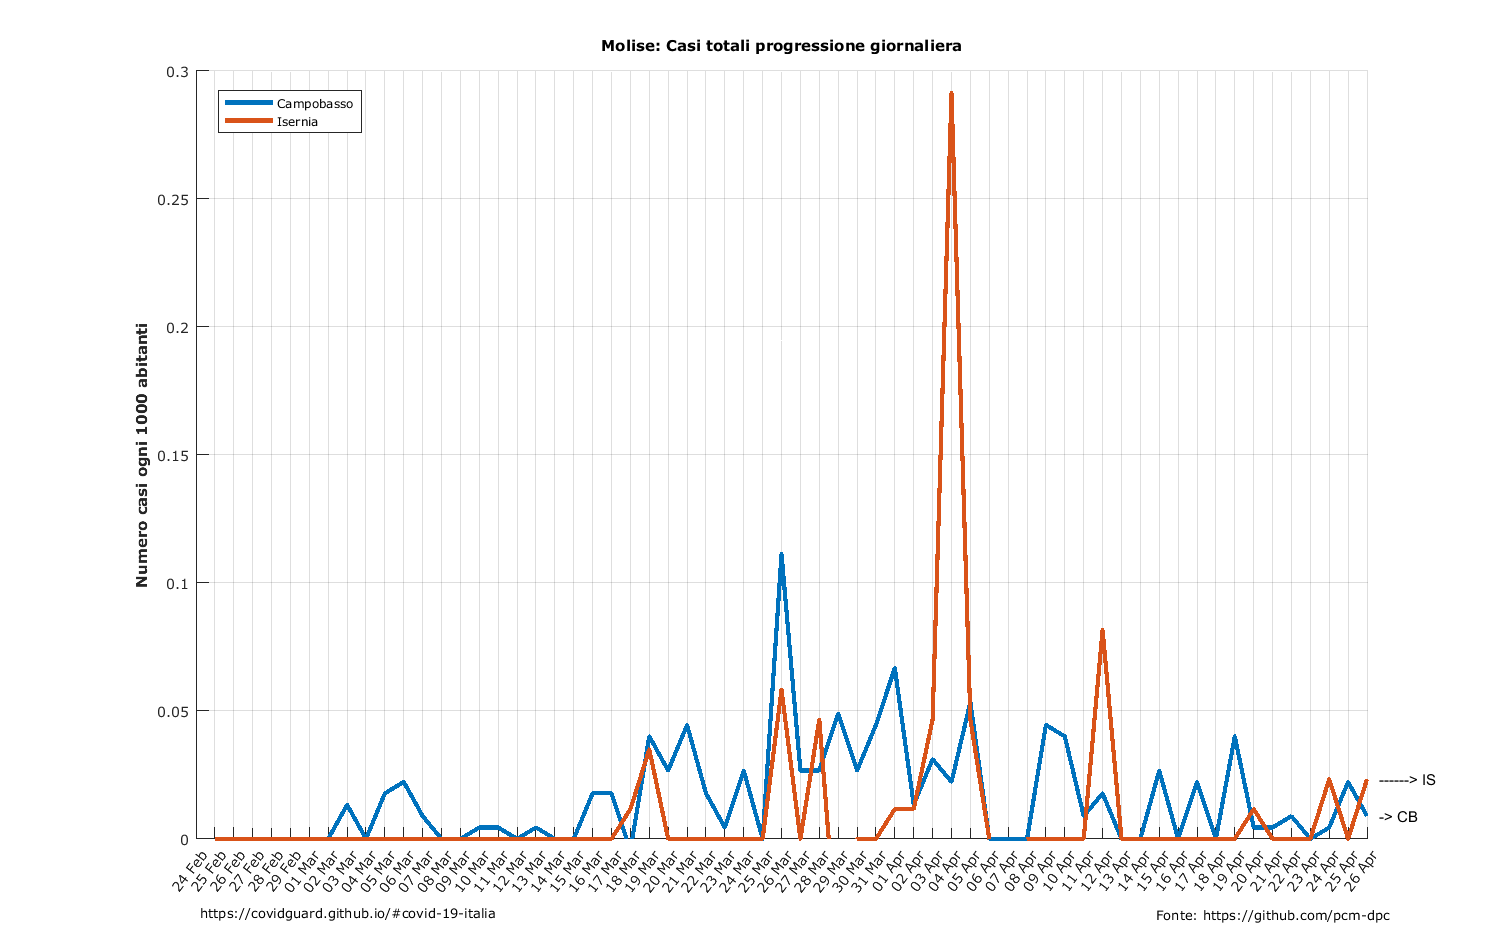 Molise: Casi totali progressione giornaliera
Campobasso
Isernia
Numero casi ogni 1000 abitanti
0.3
0.25
0.2
0.15
0.1
0.05
0
------> IS
-> CB
24 Feb
25 Feb
26 Feb
27 Feb
28 Feb
29 Feb
01 Mar
02 Mar
03 Mar
04 Mar
05 Mar
06 Mar
07 Mar
08 Mar
09 Mar
10 Mar
11 Mar
12 Mar
13 Mar
14 Mar
15 Mar
16 Mar
17 Mar
18 Mar
19 Mar
20 Mar
21 Mar
22 Mar
23 Mar
24 Mar
25 Mar
26 Mar
27 Mar
28 Mar
29 Mar
30 Mar
31 Mar
01 Apr
02 Apr
03 Apr
04 Apr
05 Apr
06 Apr
07 Apr
08 Apr
09 Apr
10 Apr
11 Apr
12 Apr
13 Apr
14 Apr
15 Apr
16 Apr
17 Apr
18 Apr
19 Apr
20 Apr
21 Apr
22 Apr
23 Apr
24 Apr
25 Apr
26 Apr
https://covidguard.github.io/#covid-19-italia
Fonte: https://github.com/pcm-dpc